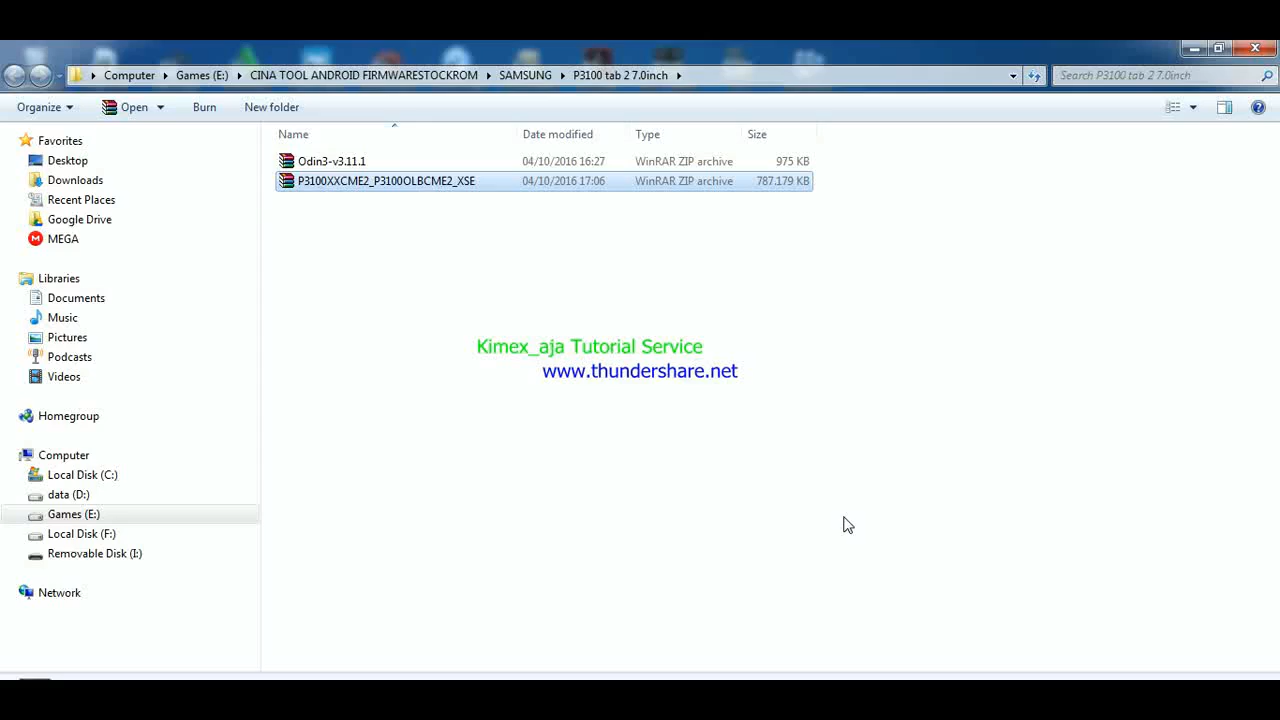 Computer Games (E:) CINA TOOL ANDROID FIRMWARESTOCKROM SAMSUNG P3100 tab 2 7.0inch
Search P3100 tab 2 7.0inch
Organize Open Burn New folder
Favorites
Desktop
Downloads
Recent Places
Google Drive
MEGA
Libraries
Documents
Music
Pictures
Podcasts
Videos
Homegroup
Computer
Local Disk (C:)
data (D:)
Games (E:)
Local Disk (F:)
Removable Disk (I:)
Network
Name Date modified Type Size
Odin3-v3.11.1 04/10/2016 16:27 WinRAR ZIP archive 975 KB
P3100XXCME2_P3100OLBCME2_XSE 04/10/2016 17:06 WinRAR ZIP archive 787.179 KB
Kimex_aja Tutorial Service
www.thundershare.net